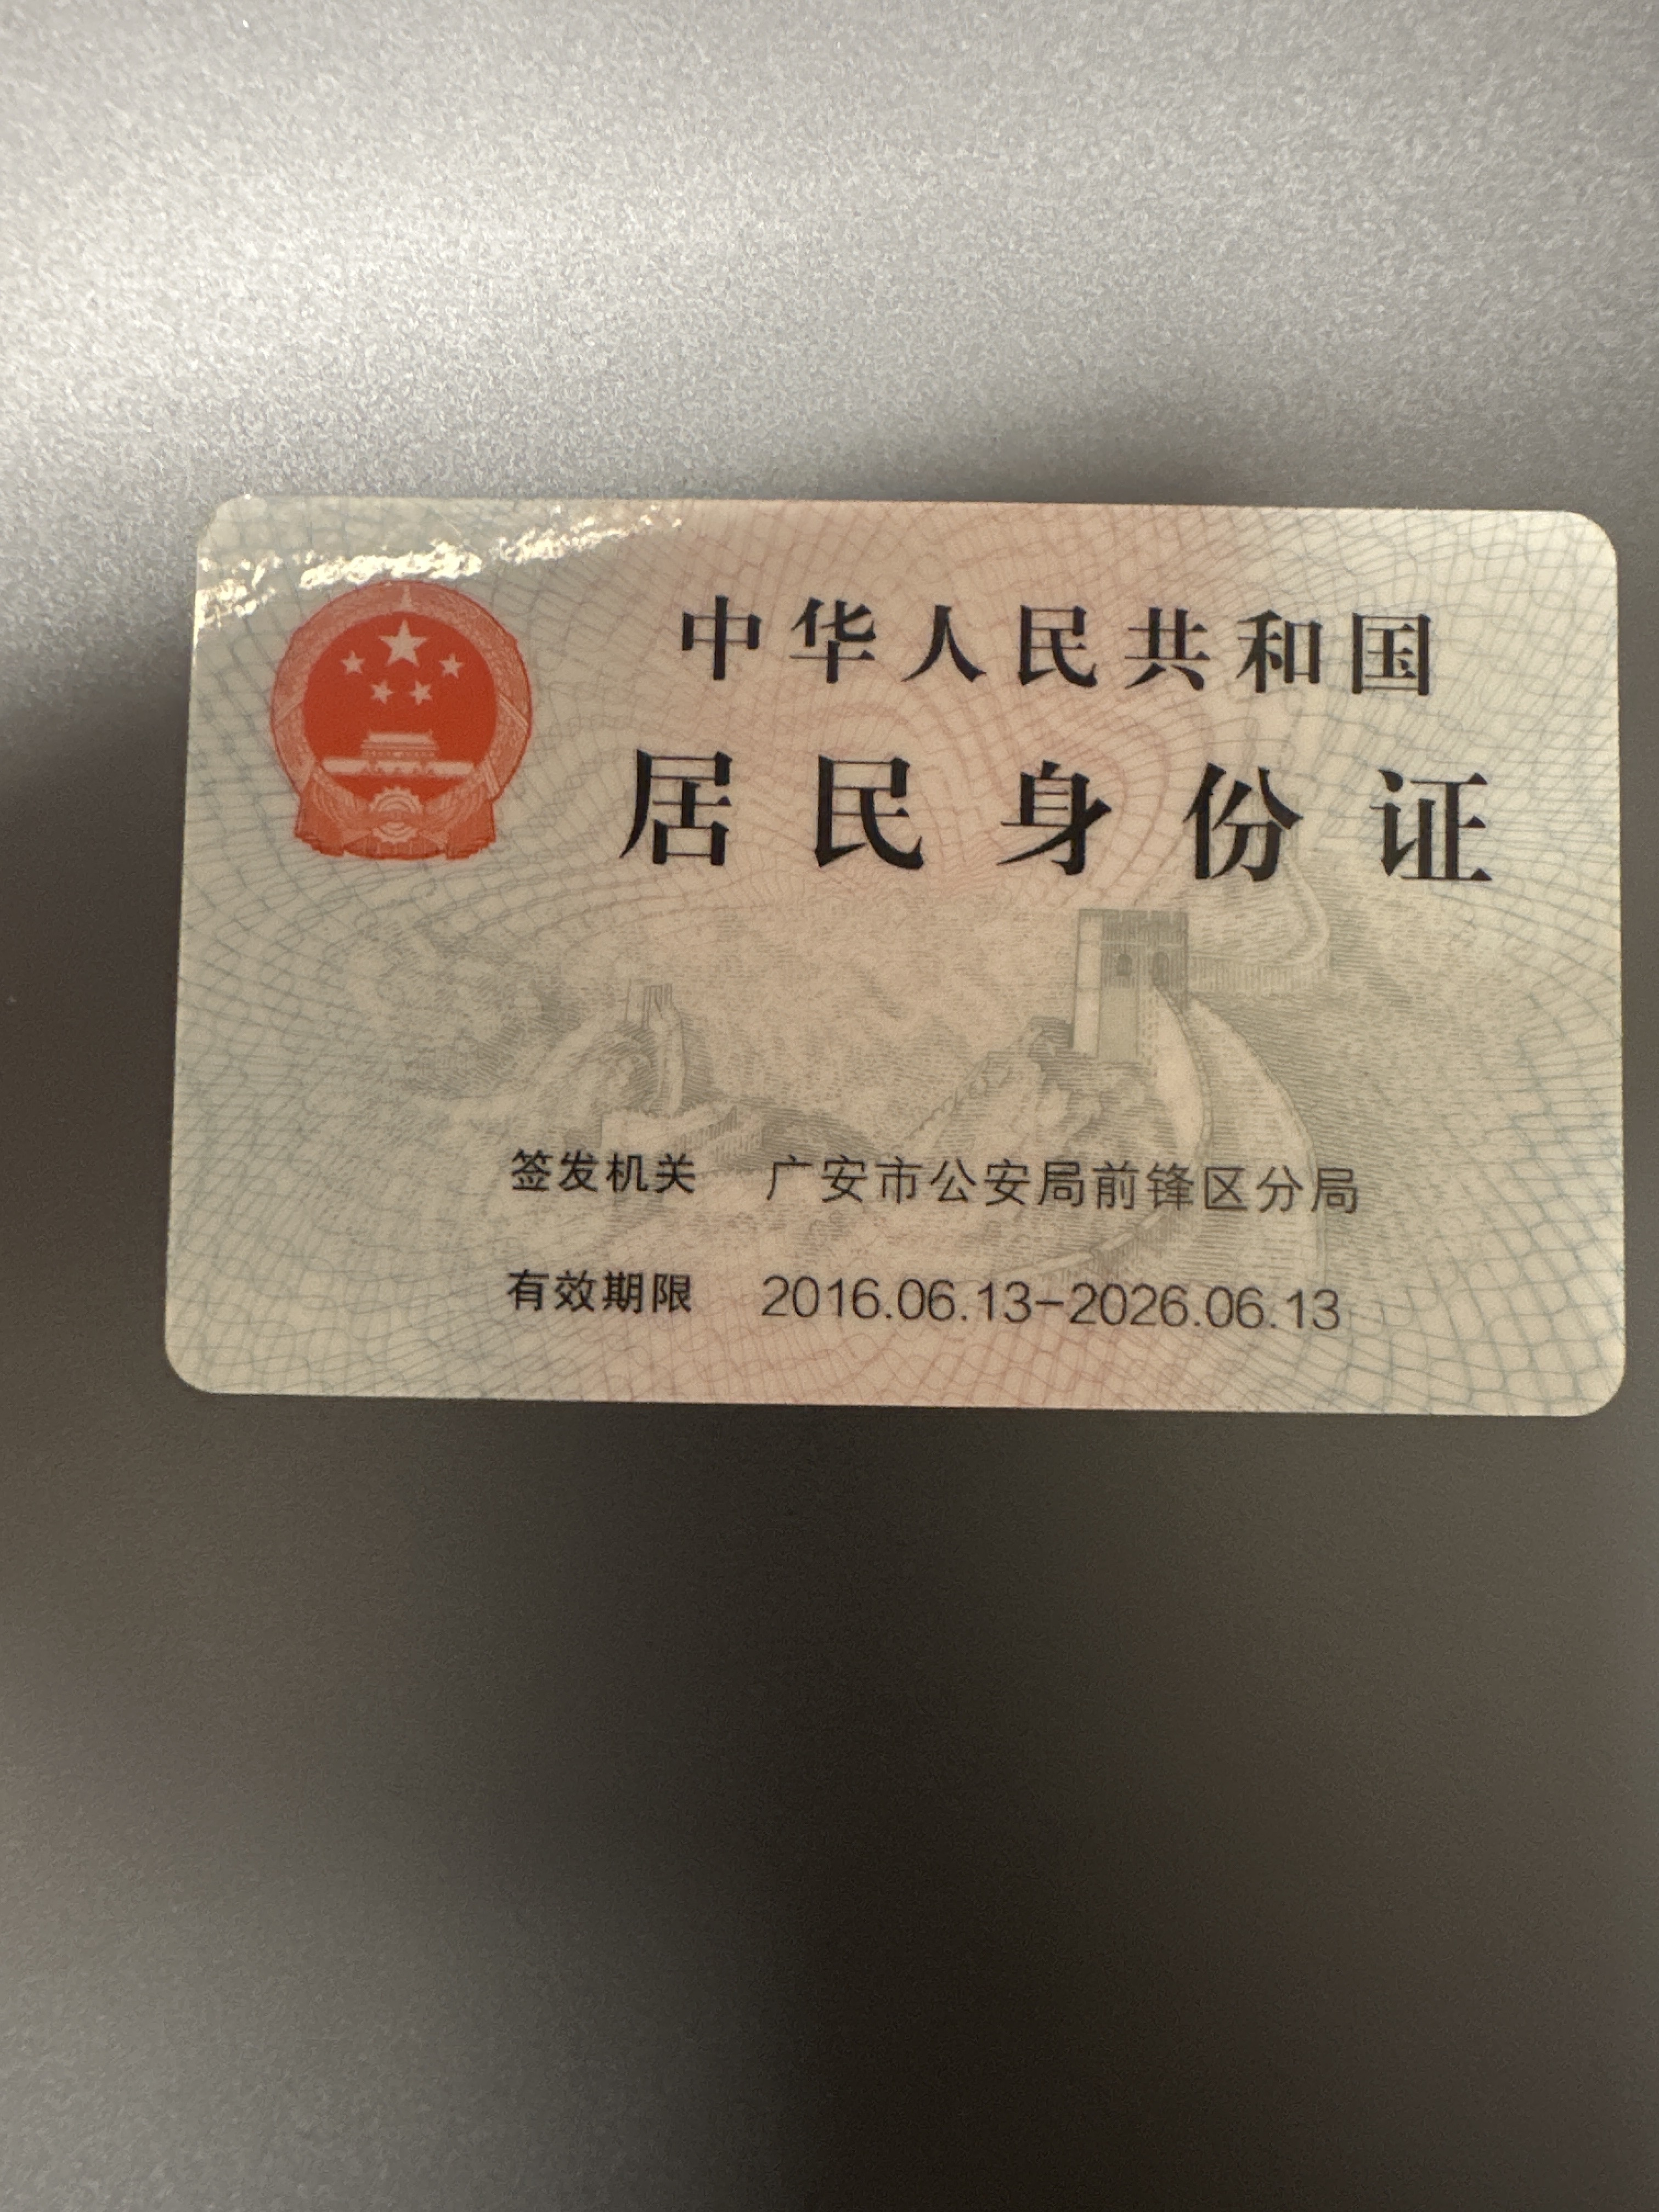 中华人民共和国
居民身份证
签发机关 广安市公安局前锋区分局
有效期限 2016.06.13-2026.06.13